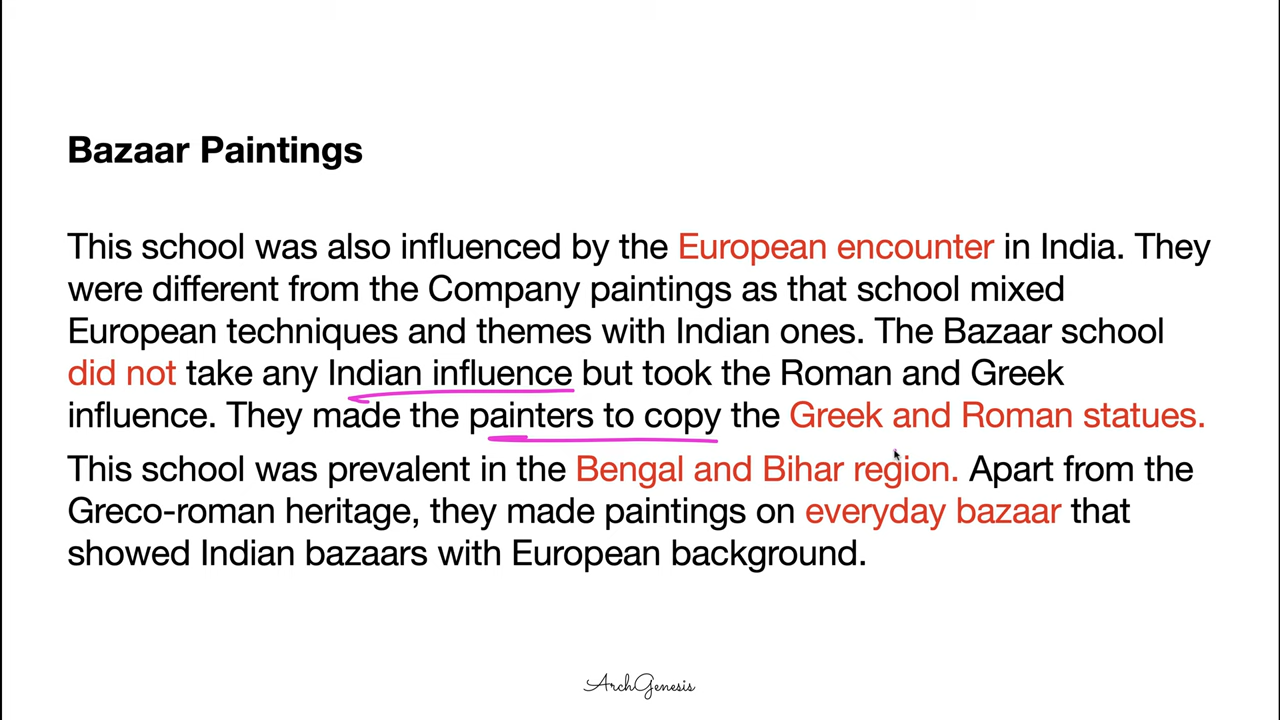 Bazaar Paintings
This school was also influenced by the European encounter in India. They
were different from the Company paintings as that school mixed
European techniques and themes with Indian ones. The Bazaar school
did not take any Indian influence but took the Roman and Greek
influence. They made the painters to copy the Greek and Roman statues.
This school was prevalent in the Bengal and Bihar region. Apart from the
Greco-roman heritage, they made paintings on everyday bazaar that
showed Indian bazaars with European background.
ArchGenesis